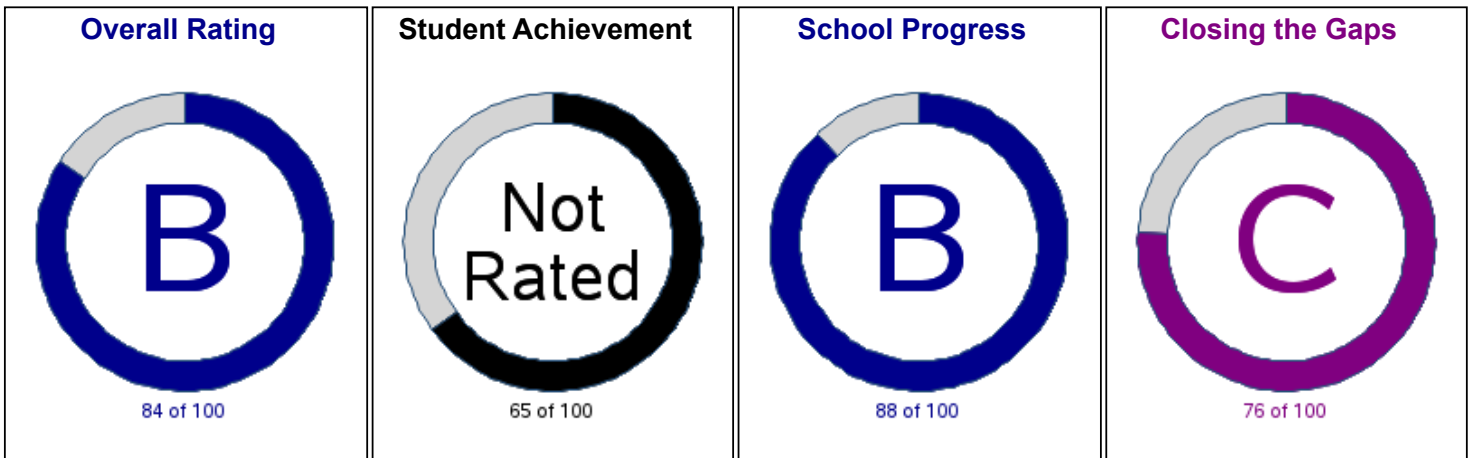 Overall Rating
B
84 of 100
Student Achievement
Not
Rated
65 of 100
School Progress
B
88 of 100
Closing the Gaps
C
76 of 100